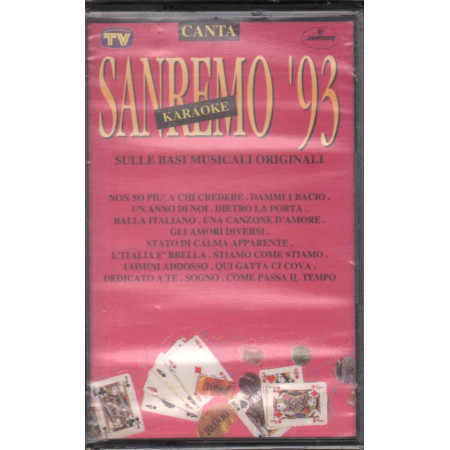 TV
CANTA
Mercury
SANREMO '93
KARAOKE
SULLE BASI MUSICALI ORIGINALI
NON SO PIU' A CHI CREDERE . DAMMI 1 BACIO .
UN ANNO DI NOI . DIETRO LA PORTA .
BALLA ITALIANO . UNA CANZONE D'AMORE .
GLI AMORI DIVERSI .
STATO DI CALMA APPARENTE .
L'ITALIA E' BBELLA . STIAMO COME STIAMO .
UOMINI ADDOSSO . QUI GATTA CI COVA .
DEDICATO A TE . SOGNO . COME PASSA IL TEMPO